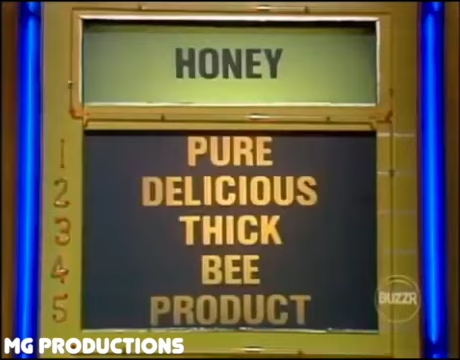 HONEY
1 PURE
2 DELICIOUS
3 THICK
4 BEE
5 PRODUCT
BUZZR
MG PRODUCTIONS